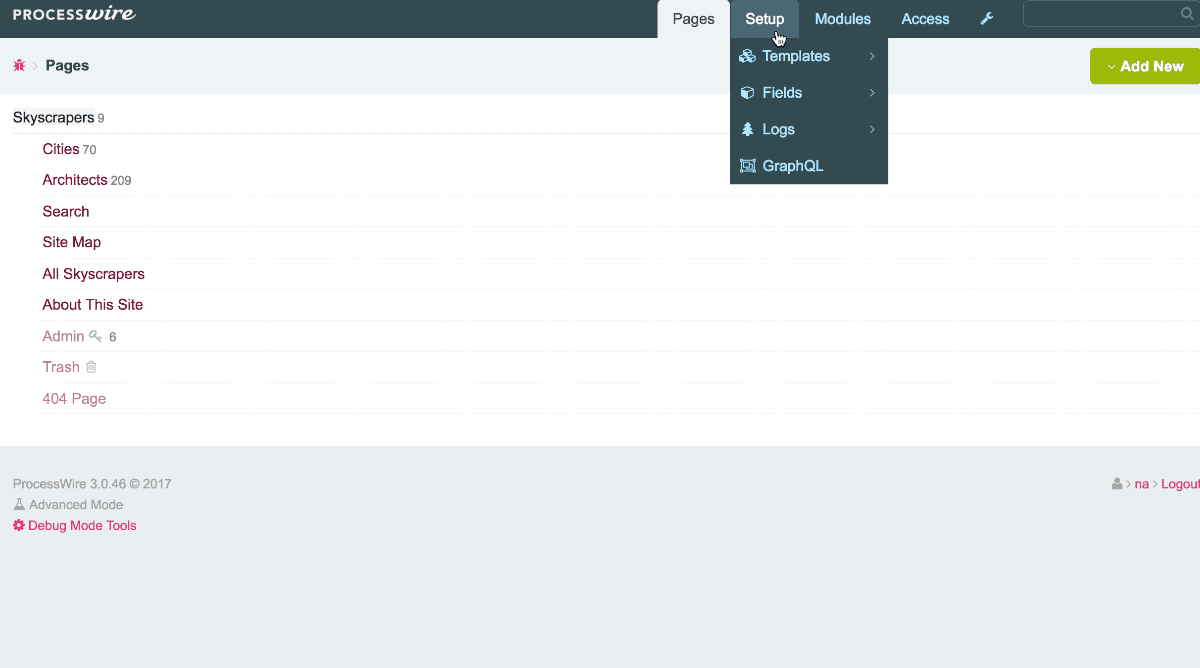 PROCESSWIRE
Pages Setup Modules Access
Pages
Add New
Templates
Fields
Logs
GraphQL
Skyscrapers 9
Cities 70
Architects 209
Search
Site Map
All Skyscrapers
About This Site
Admin 6
Trash
404 Page
ProcessWire 3.0.46 © 2017
Advanced Mode
Debug Mode Tools
na > Logout